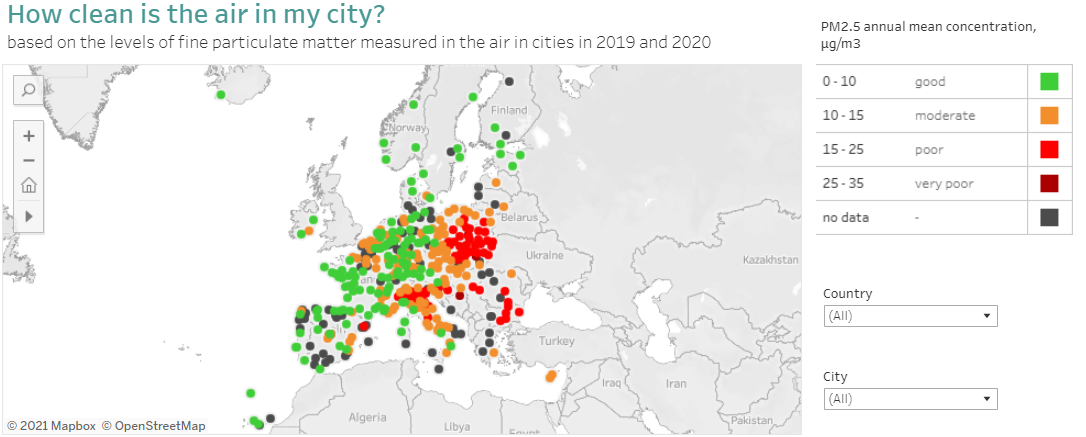 How clean is the air in my city?
based on the levels of fine particulate matter measured in the air in cities in 2019 and 2020
PM2.5 annual mean concentration,
µg/m3
0 - 10 good
10 - 15 moderate
15 - 25 poor
25 - 35 very poor
no data -
Country
(All)
City
(All)
Finland
Norway
Belarus
Ukraine
Kazakhstan
Turkey
Iraq
Iran
Pakistan
Algeria
Libya
Egypt
© 2021 Mapbox © OpenStreetMap